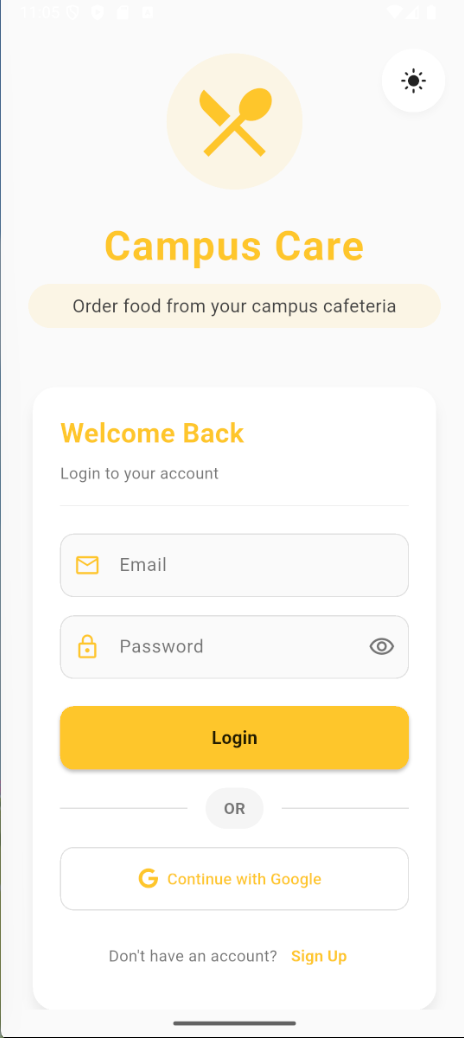 Campus Care
Order food from your campus cafeteria
Welcome Back
Login to your account
Email
Password
Login
OR
G Continue with Google
Don't have an account? Sign Up